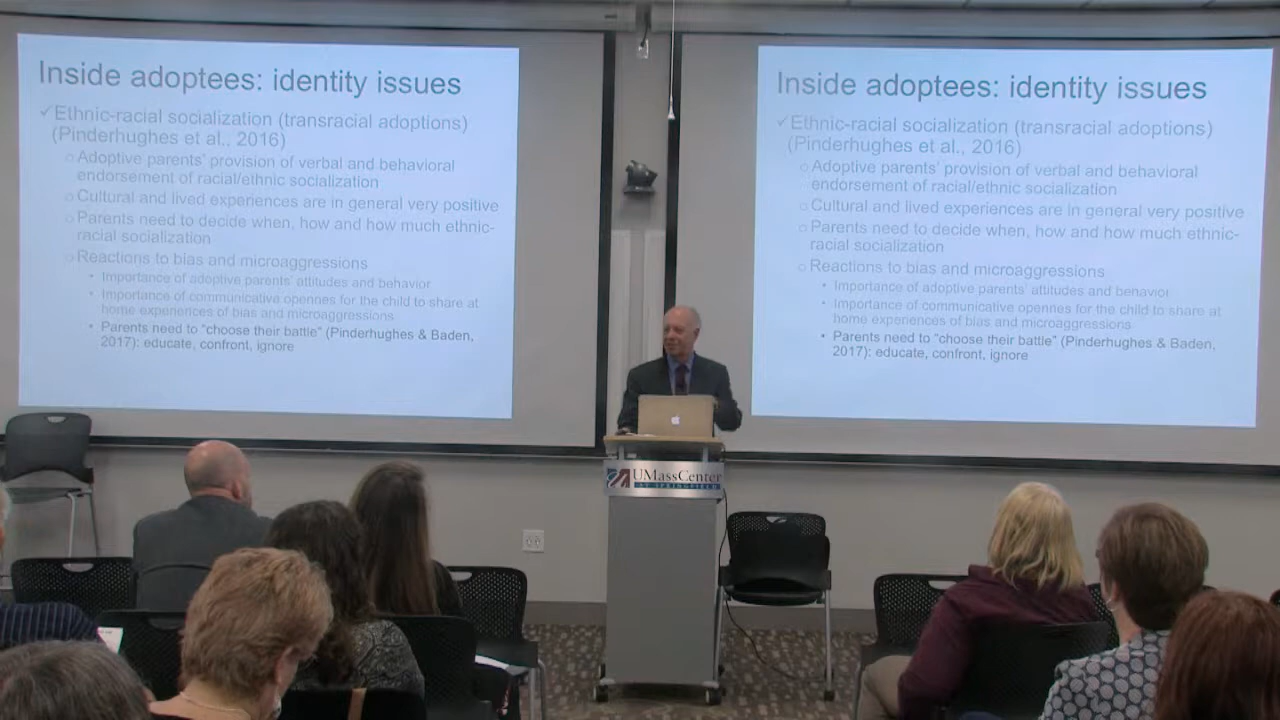 Inside adoptees: identity issues
✓Ethnic-racial socialization (transracial adoptions)
(Pinderhughes et al., 2016)
○Adoptive parents' provision of verbal and behavioral
endorsement of racial/ethnic socialization
○Cultural and lived experiences are in general very positive
○Parents need to decide when, how and how much ethnic-
racial socialization
○Reactions to bias and microaggressions
• Importance of adoptive parents' attitudes and behavior
• Importance of communicative opennes for the child to share at
home experiences of bias and microaggressions
• Parents need to "choose their battle" (Pinderhughes & Baden,
2017): educate, confront, ignore
Inside adoptees: identity issues
✓Ethnic-racial socialization (transracial adoptions)
(Pinderhughes et al., 2016)
○Adoptive parents' provision of verbal and behavioral
endorsement of racial/ethnic socialization
○Cultural and lived experiences are in general very positive
○Parents need to decide when, how and how much ethnic-
racial socialization
○Reactions to bias and microaggressions
• Importance of adoptive parents' attitudes and behavior
• Importance of communicative opennes for the child to share at
home experiences of bias and microaggressions
• Parents need to "choose their battle" (Pinderhughes & Baden,
2017): educate, confront, ignore
UMassCenter
AT SPRINGFIELD